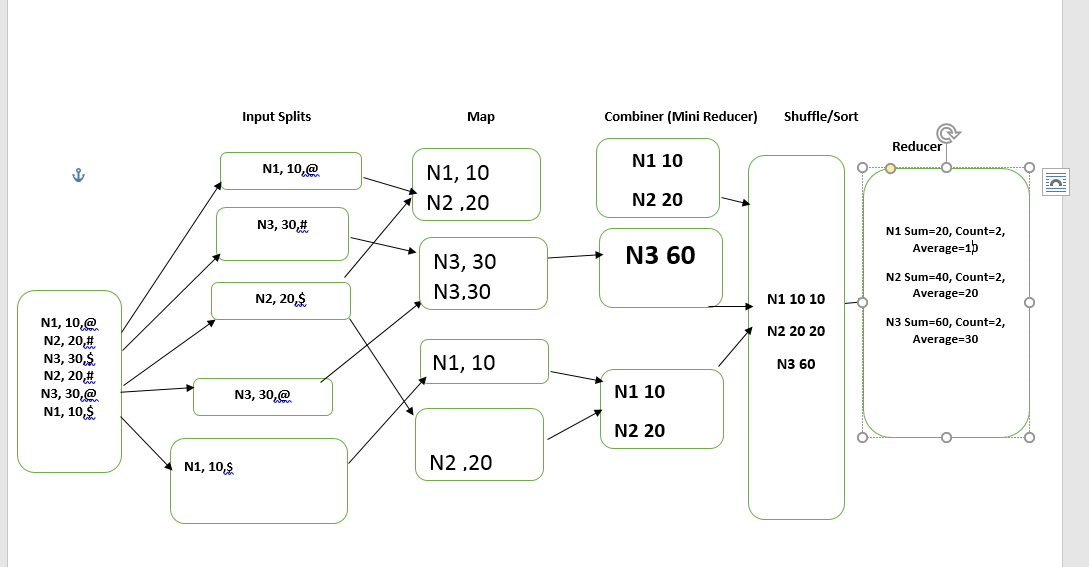 Input Splits
Map
Combiner (Mini Reducer)
Shuffle/Sort
Reducer
N1, 10,@
N2, 20,#
N3, 30,$
N2, 20,#
N3, 30,@
N1, 10,$
N1, 10,@
N3, 30,#
N2, 20,$
N3, 30,@
N1, 10,$
N1, 10
N2 ,20
N3, 30
N3,30
N1, 10
N2 ,20
N1 10
N2 20
N3 60
N1 10
N2 20
N1 10 10
N2 20 20
N3 60
N1 Sum=20, Count=2,
Average=10
N2 Sum=40, Count=2,
Average=20
N3 Sum=60, Count=2,
Average=30